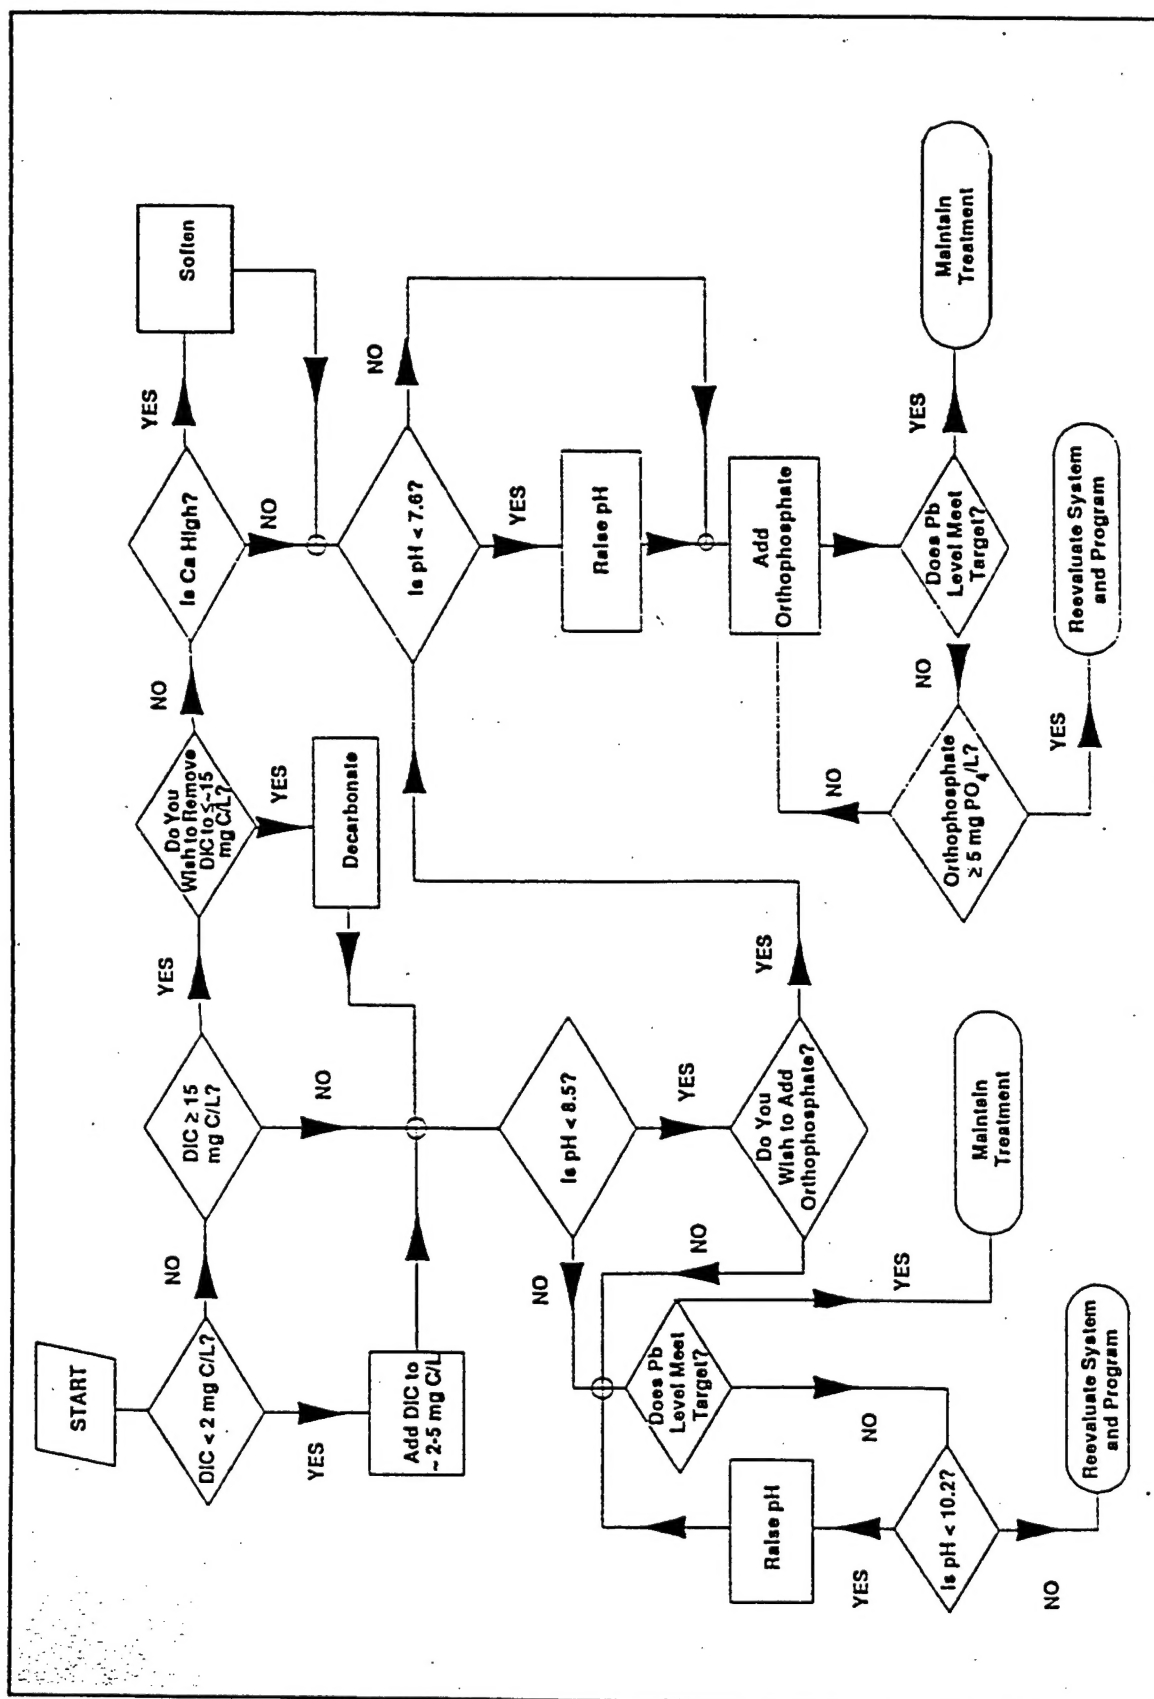 START
DIC < 2 mg C/L?
NO
DIC ≥ 15
mg C/L?
YES
Do You
Wish to Remove
DIC to ≤~15
mg C/L?
NO
Is Ca High?
YES
Soften
YES
Add DIC to
~ 2-5 mg C/L
NO
YES
Decarbonate
NO
Is pH < 8.5?
NO
YES
Is pH < 7.6?
NO
YES
Raise pH
Do You
Wish to Add
Orthophosphate?
NO
YES
Add
Orthophosphate
Does Pb
Level Meet
Target?
YES
Maintain
Treatment
NO
Raise pH
YES
Is pH < 10.2?
NO
Reevaluate System
and Program
Does Pb
Level Meet
Target?
YES
Maintain
Treatment
NO
Orthophosphate
≥ 5 mg PO4/L?
NO
YES
Reevaluate System
and Program